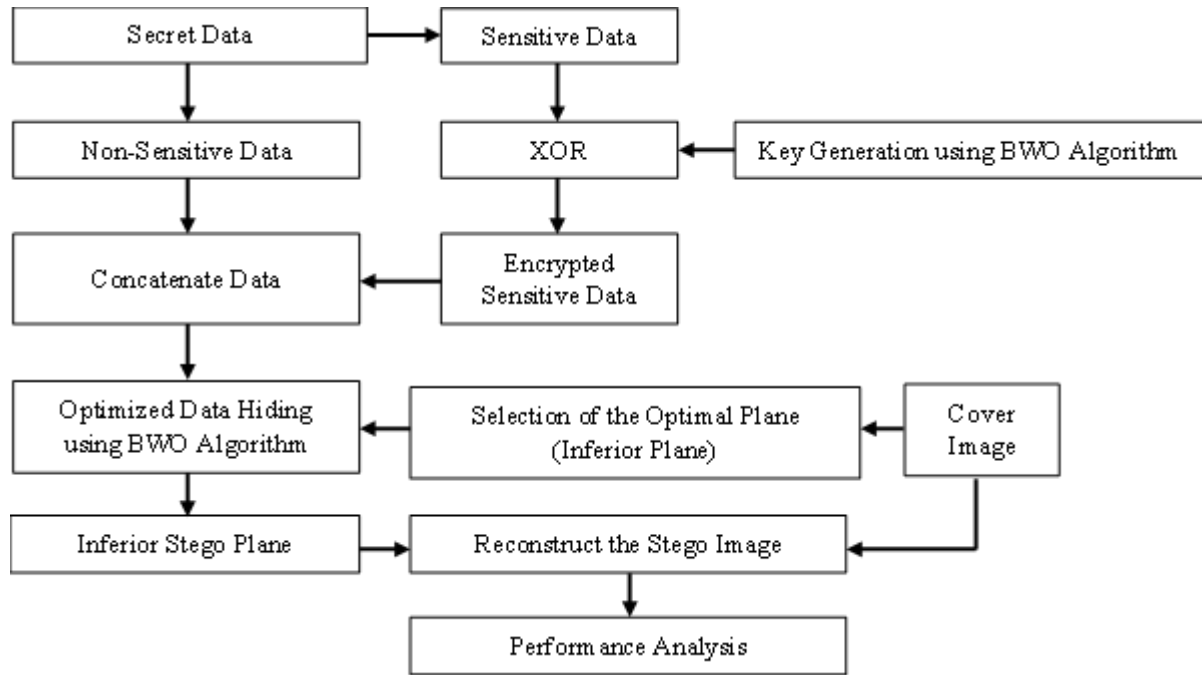 Secret Data
Sensitive Data
Non-Sensitive Data
XOR
Key Generation using BWO Algorithm
Concatenate Data
Encrypted
Sensitive Data
Optimized Data Hiding
using BWO Algorithm
Selection of the Optimal Plane
(Inferior Plane)
Cover
Image
Inferior Stego Plane
Reconstruct the Stego Image
Performance Analysis